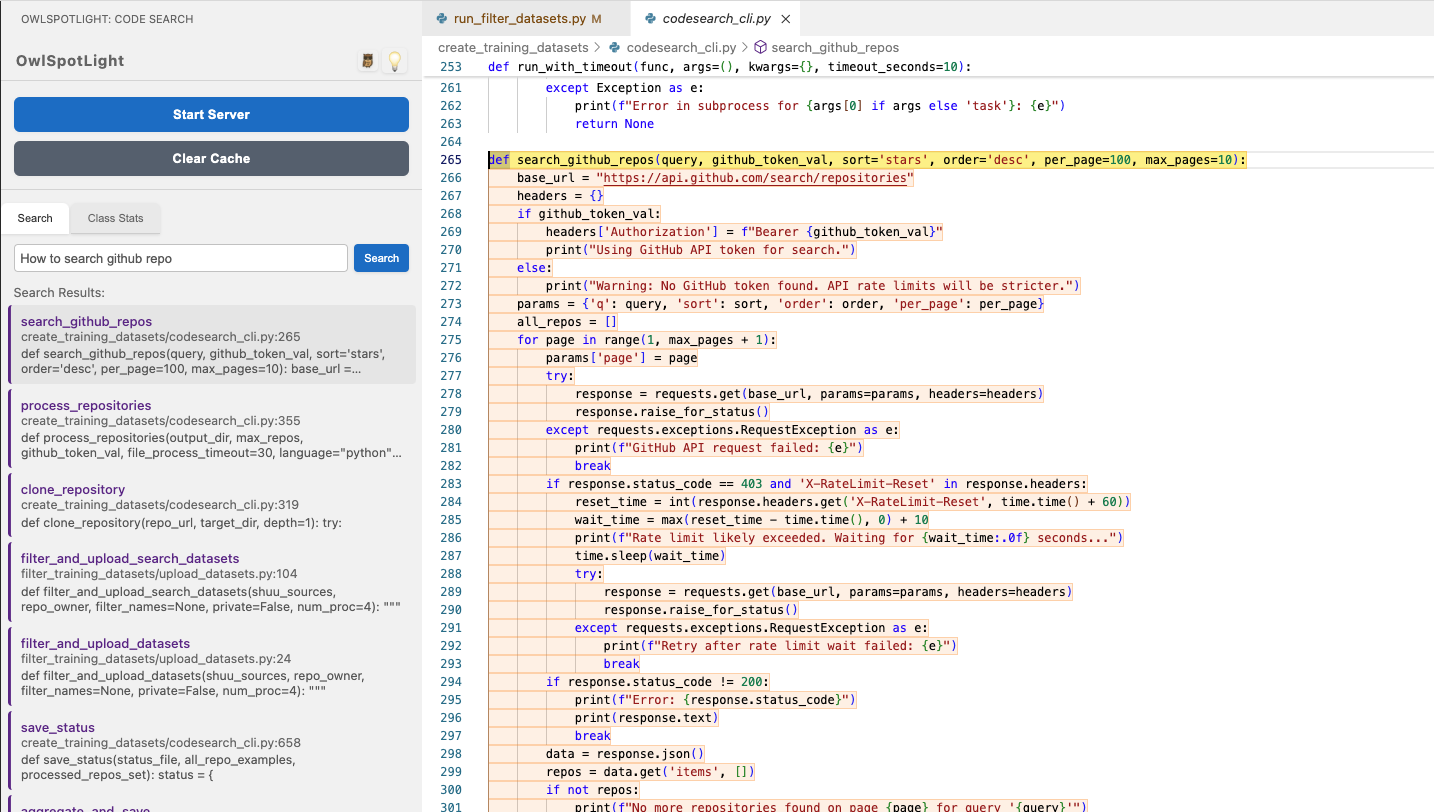 OWLSPOTLIGHT: CODE SEARCH
OwlSpotLight
Start Server
Clear Cache
Search
Class Stats
How to search github repo
Search
Search Results:
search_github_repos
create_training_datasets/codesearch_cli.py:265
def search_github_repos(query, github_token_val, sort='stars',
order='desc', per_page=100, max_pages=10): base_url =...
process_repositories
create_training_datasets/codesearch_cli.py:355
def process_repositories(output_dir, max_repos,
github_token_val, file_process_timeout=30, language="python"...
clone_repository
create_training_datasets/codesearch_cli.py:319
def clone_repository(repo_url, target_dir, depth=1): try:
filter_and_upload_search_datasets
filter_training_datasets/upload_datasets.py:104
def filter_and_upload_search_datasets(shuu_sources,
repo_owner, filter_names=None, private=False, num_proc=4): """
filter_and_upload_datasets
filter_training_datasets/upload_datasets.py:24
def filter_and_upload_datasets(shuu_sources, repo_owner,
filter_names=None, private=False, num_proc=4): """
save_status
create_training_datasets/codesearch_cli.py:658
def save_status(status_file, all_repo_examples,
processed_repos_set): status = {
aggregate_and_save
run_filter_datasets.py M
codesearch_cli.py
create_training_datasets > codesearch_cli.py > search_github_repos
253 def run_with_timeout(func, args=(), kwargs={}, timeout_seconds=10):
261 except Exception as e:
262 print(f"Error in subprocess for {args[0] if args else 'task'}: {e}")
263 return None
264
265 def search_github_repos(query, github_token_val, sort='stars', order='desc', per_page=100, max_pages=10):
266 base_url = "https://api.github.com/search/repositories"
267 headers = {}
268 if github_token_val:
269 headers['Authorization'] = f"Bearer {github_token_val}"
270 print("Using GitHub API token for search.")
271 else:
272 print("Warning: No GitHub token found. API rate limits will be stricter.")
273 params = {'q': query, 'sort': sort, 'order': order, 'per_page': per_page}
274 all_repos = []
275 for page in range(1, max_pages + 1):
276 params['page'] = page
277 try:
278 response = requests.get(base_url, params=params, headers=headers)
279 response.raise_for_status()
280 except requests.exceptions.RequestException as e:
281 print(f"GitHub API request failed: {e}")
282 break
283 if response.status_code == 403 and 'X-RateLimit-Reset' in response.headers:
284 reset_time = int(response.headers.get('X-RateLimit-Reset', time.time() + 60))
285 wait_time = max(reset_time - time.time(), 0) + 10
286 print(f"Rate limit likely exceeded. Waiting for {wait_time:.0f} seconds...")
287 time.sleep(wait_time)
288 try:
289 response = requests.get(base_url, params=params, headers=headers)
290 response.raise_for_status()
291 except requests.exceptions.RequestException as e:
292 print(f"Retry after rate limit wait failed: {e}")
293 break
294 if response.status_code != 200:
295 print(f"Error: {response.status_code}")
296 print(response.text)
297 break
298 data = response.json()
299 repos = data.get('items', [])
300 if not repos:
301 print(f"No more repositories found on page {page} for query '{query}'")